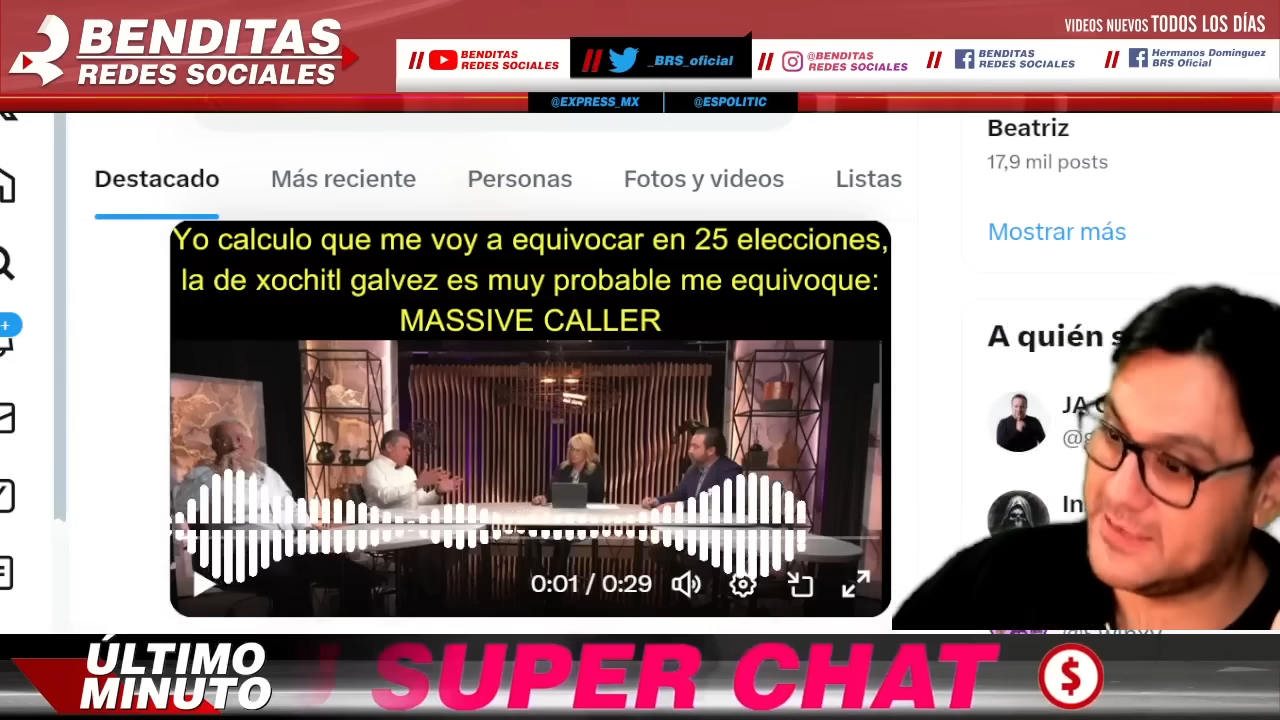 BENDITAS
REDES SOCIALES
VIDEOS NUEVOS TODOS LOS DÍAS
BENDITAS
REDES SOCIALES
_BRS_oficial
@BENDITAS
REDES SOCIALES
BENDITAS
REDES SOCIALES
Hermanos Dominguez
BRS Oficial
@EXPRESS_MX
@ESPOLITIC
Destacado
Más reciente
Personas
Fotos y videos
Listas
Beatriz
17,9 mil posts
Mostrar más
Yo calculo que me voy a equivocar en 25 elecciones,
la de xochitl galvez es muy probable me equivoque:
MASSIVE CALLER
0:01 / 0:29
A quién
JA
ÚLTIMO
MINUTO
SUPER CHAT
$